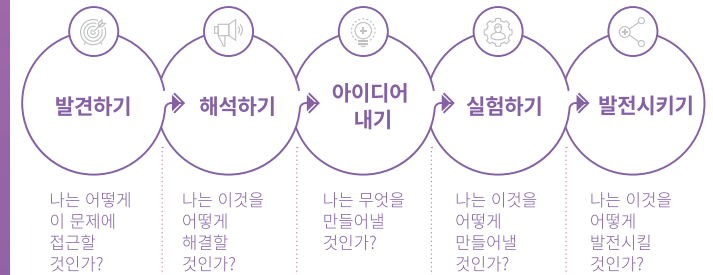 발견하기
해석하기
아이디어
내기
실험하기
발전시키기
나는 어떻게
이 문제에
접근할
것인가?
나는 이것을
어떻게
해결할
것인가?
나는 무엇을
만들어낼
것인가?
나는 이것을
어떻게
만들어낼
것인가?
나는 이것을
어떻게
발전시킬
것인가?